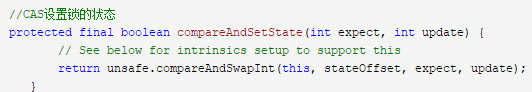 //CAS设置锁的状态
protected final boolean compareAndSetState(int expect, int update) {
// See below for intrinsics setup to support this
return unsafe.compareAndSwapInt(this, stateOffset, expect, update);
}